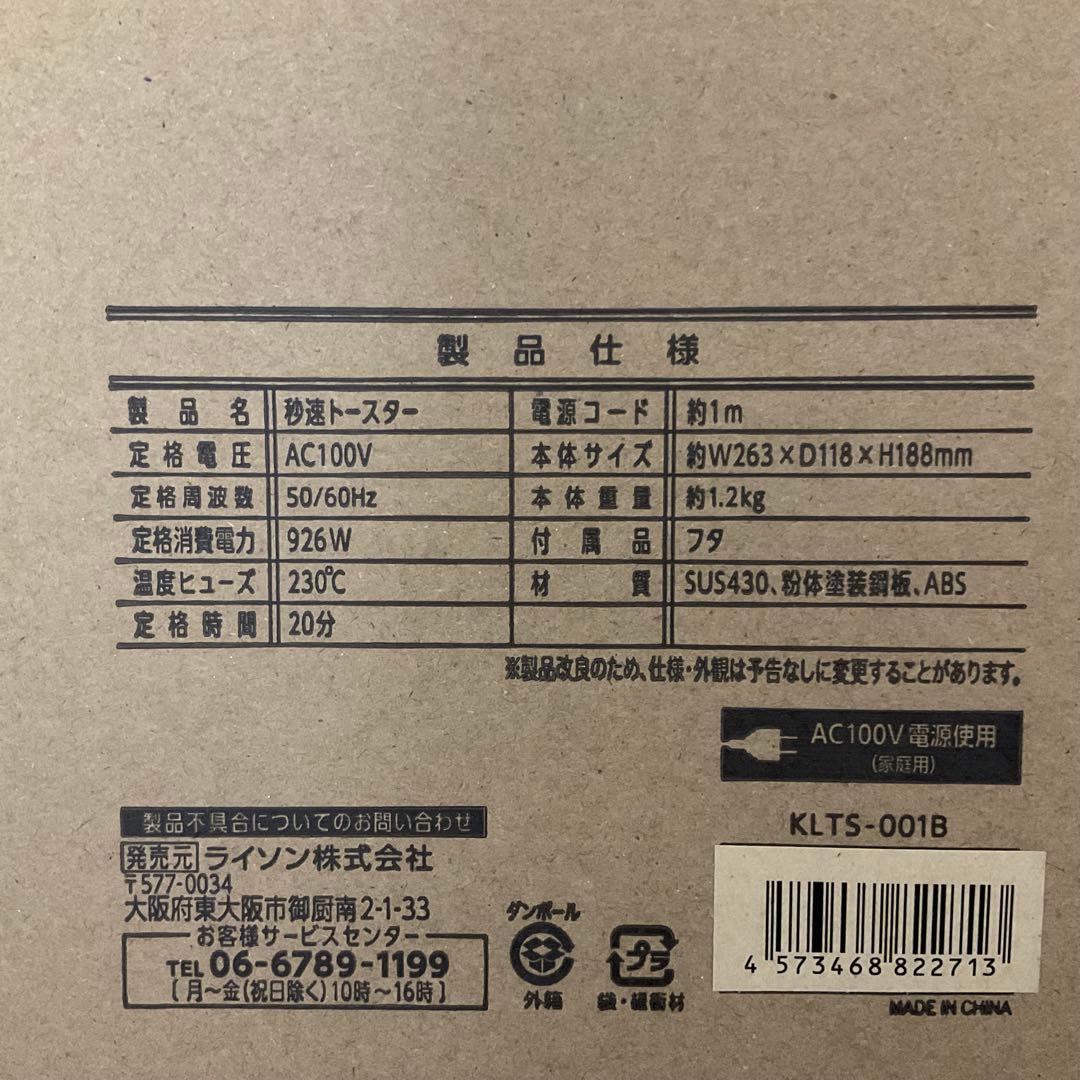 製品仕様
製品名 秒速トースター 電源コード 約1m
定格電圧 AC100V 本体サイズ 約W263×D118×H188mm
定格周波数 50/60Hz 本体重量 約1.2kg
定格消費電力 926W 付属品 フタ
温度ヒューズ 230℃ 材質 SUS430、粉体塗装鋼板、ABS
定格時間 20分
※製品改良のため、仕様・外観は予告なしに変更することがあります。
AC100V電源使用
(家庭用)
KLTS-001B
製品不具合についてのお問い合わせ
発売元 ライソン株式会社
〒577-0034
大阪府東大阪市御厨南2-1-33
お客様サービスセンター
TEL 06-6789-1199
[月～金(祝日除く)10時～16時]
ダンボール
外箱
プラ
袋・緩衝材
4 573468 822713
MADE IN CHINA